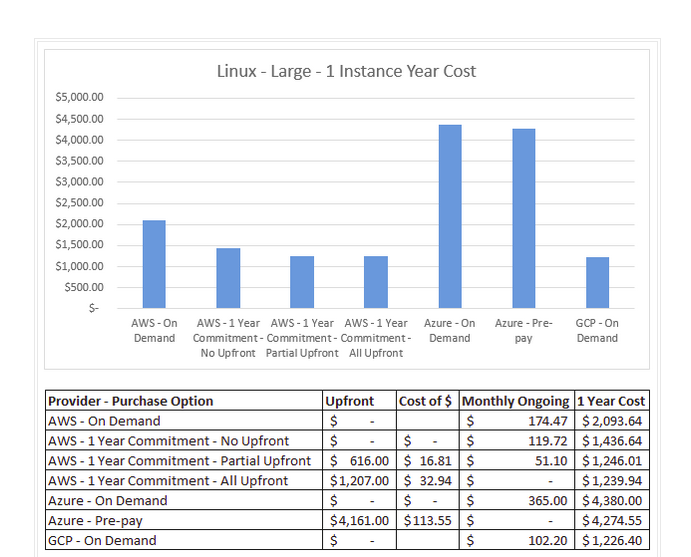 Linux - Large - 1 Instance Year Cost
$5,000.00
$4,500.00
$4,000.00
$3,500.00
$3,000.00
$2,500.00
$2,000.00
$1,500.00
$1,000.00
$500.00
$-
AWS - On AWS - 1 Year AWS - 1 Year AWS - 1 Year Azure - On Azure - Pre- GCP - On
Demand Commitment - Commitment - Commitment - Demand pay Demand
No Upfront Partial Upfront All Upfront
Provider - Purchase Option Upfront Cost of $ Monthly Ongoing 1 Year Cost
AWS - On Demand $ - $ 174.47 $ 2,093.64
AWS - 1 Year Commitment - No Upfront $ - $ - $ 119.72 $ 1,436.64
AWS - 1 Year Commitment - Partial Upfront $ 616.00 $ 16.81 $ 51.10 $ 1,246.01
AWS - 1 Year Commitment - All Upfront $1,207.00 $ 32.94 $ - $ 1,239.94
Azure - On Demand $ - $ - $ 365.00 $ 4,380.00
Azure - Pre-pay $4,161.00 $113.55 $ - $ 4,274.55
GCP - On Demand $ - $ 102.20 $ 1,226.40